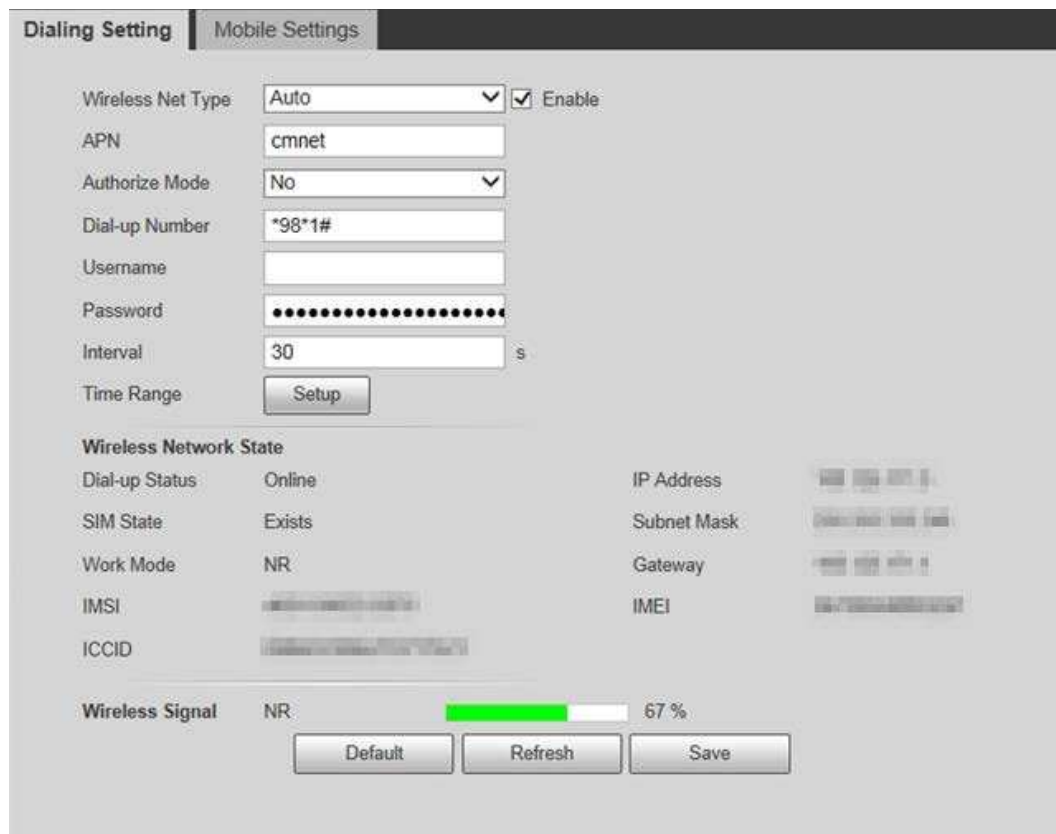 Dialing Setting Mobile Settings
Wireless Net Type Auto Enable
APN cmnet
Authorize Mode No
Dial-up Number *98*1#
Username
Password ••••••••••••••••••••
Interval 30 s
Time Range Setup
Wireless Network State
Dial-up Status Online IP Address
SIM State Exists Subnet Mask
Work Mode NR Gateway
IMSI IMEI
ICCID
Wireless Signal NR 67 %
Default Refresh Save